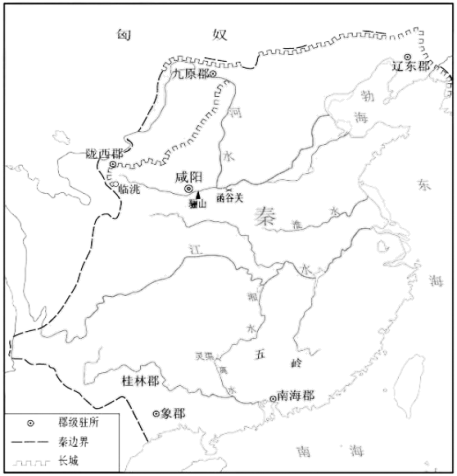 匈 奴
辽东郡
九原郡
渤
海
河
水
陇西郡
咸阳
临洮
骊山
函谷关
东
海
秦
淮 水
江
水
湘
水
五 岭
灵渠
漓
水
桂林郡
象郡
南海郡
南 海
郡级驻所
秦边界
长城